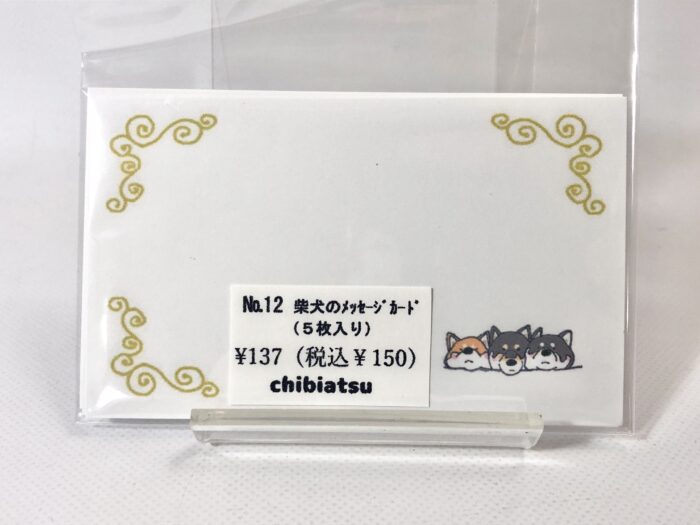 No.12 柴犬のﾒｯｾｰｼﾞｶｰﾄﾞ
(５枚入り)
¥137 (税込¥150)
chibiatsu